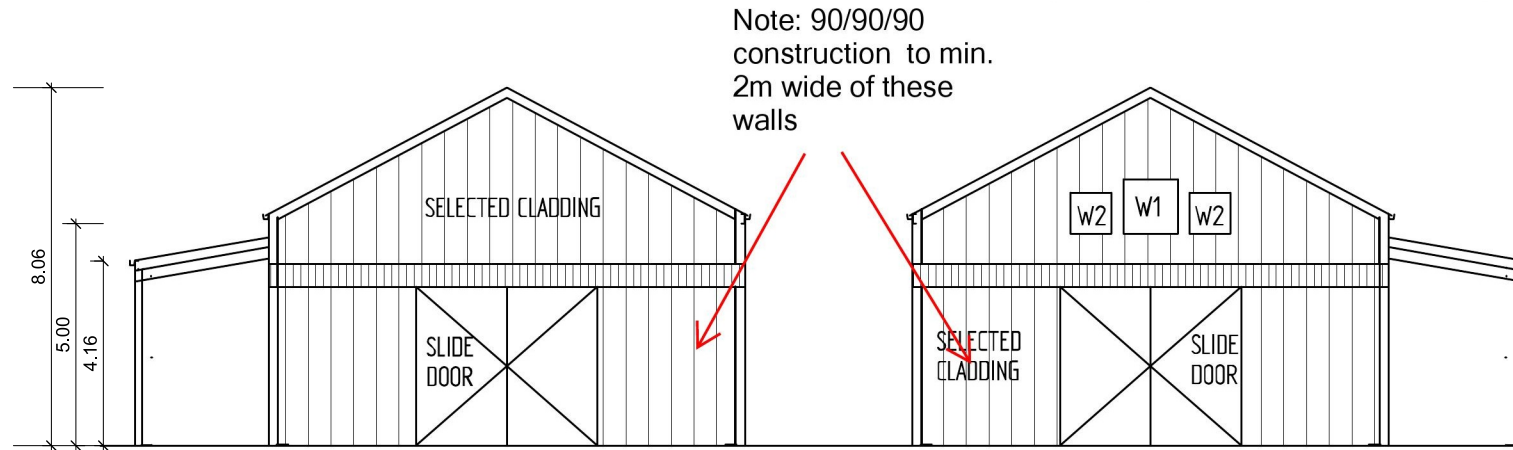 Note: 90/90/90
construction to min.
2m wide of these
walls
8.06
5.00
4.16
SELECTED CLADDING
SLIDE
DOOR
W2 W1 W2
SELECTED
CLADDING
SLIDE
DOOR